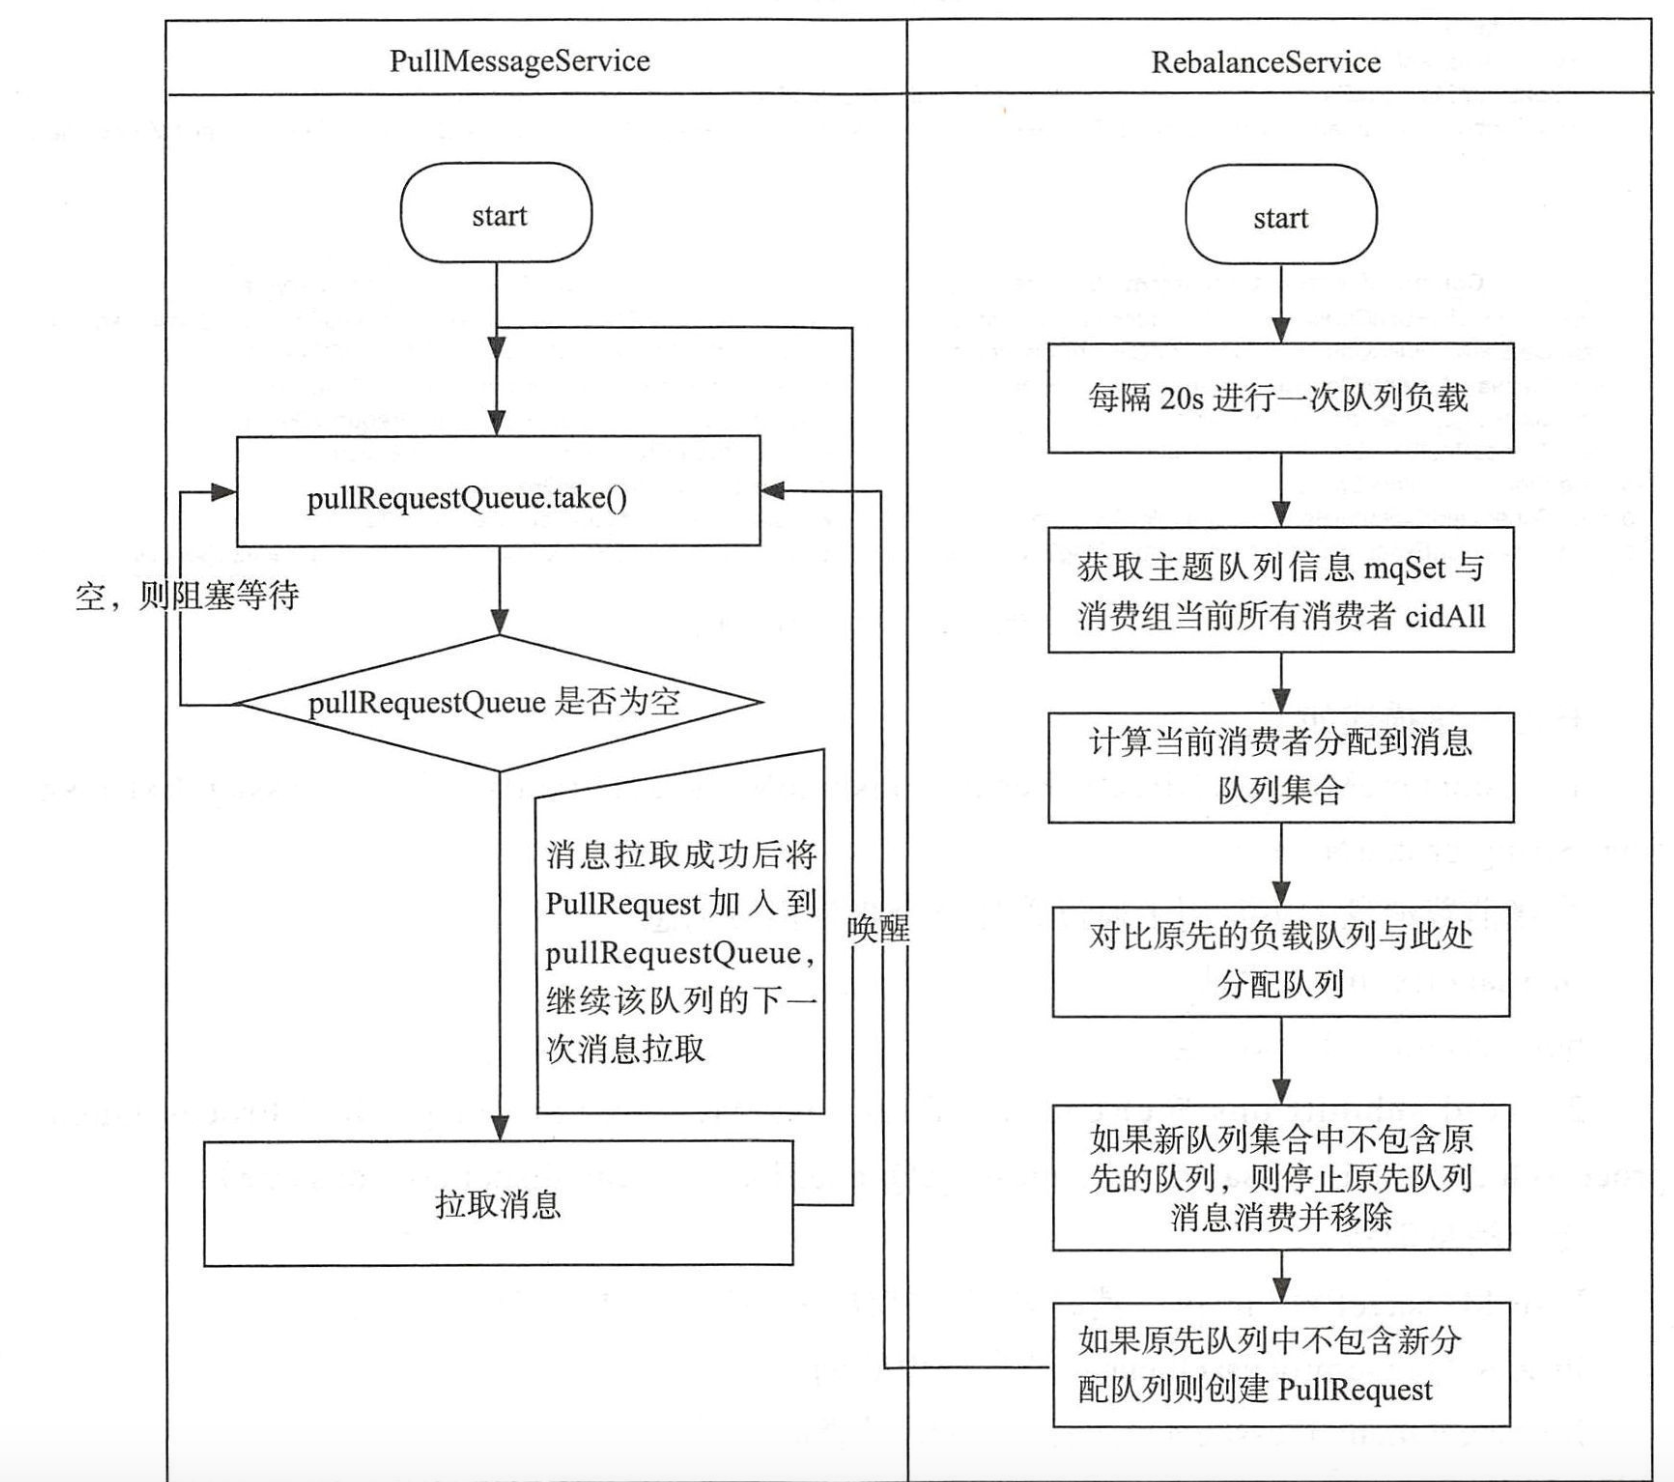 PullMessageService
RebalanceService
start
pullRequestQueue.take()
空，则阻塞等待
pullRequestQueue 是否为空
消息拉取成功后将
PullRequest 加入到
pullRequestQueue，
继续该队列的下一
次消息拉取
唤醒
拉取消息
start
每隔 20s 进行一次队列负载
获取主题队列信息 mqSet 与
消费组当前所有消费者 cidAll
计算当前消费者分配到消息
队列集合
对比原先的负载队列与此处
分配队列
如果新队列集合中不包含原
先的队列，则停止原先队列
消息消费并移除
如果原先队列中不包含新分
配队列则创建 PullRequest